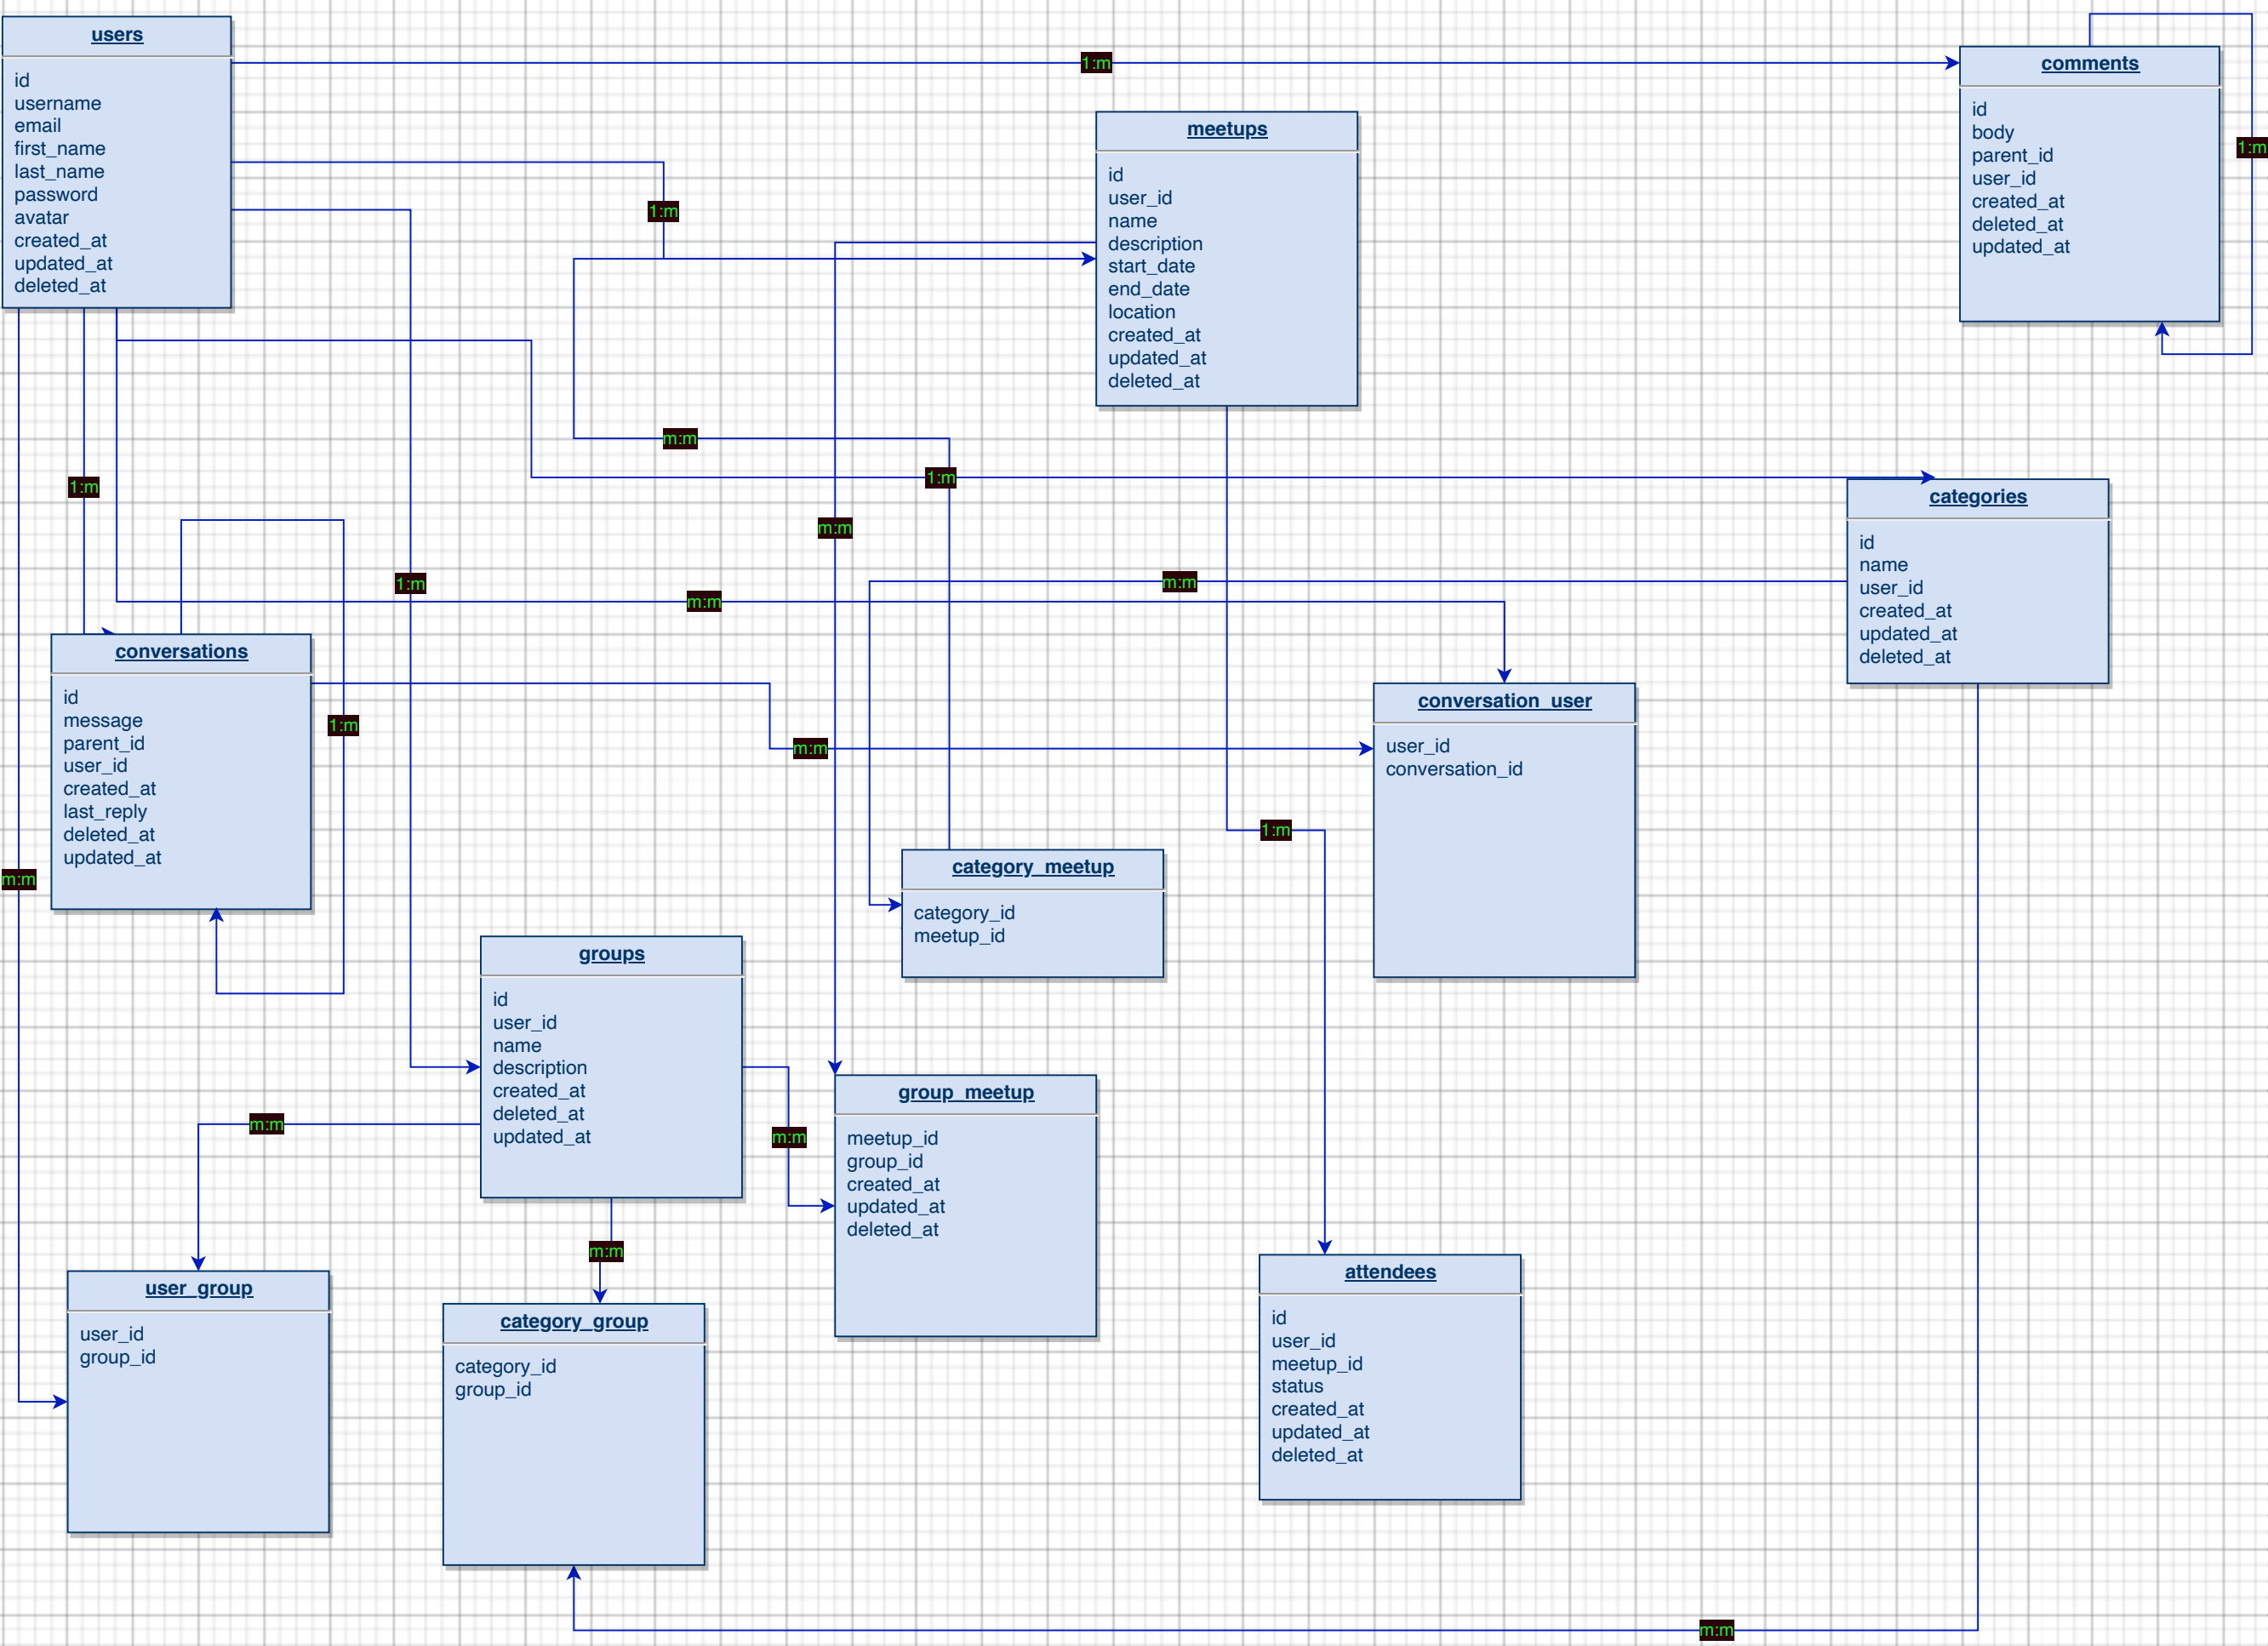 users
id
username
email
first_name
last_name
password
avatar
created_at
updated_at
deleted_at
1:m
comments
id
body
parent_id
user_id
created_at
deleted_at
updated_at
1:m
meetups
id
user_id
name
description
start_date
end_date
location
created_at
updated_at
deleted_at
1:m
m:m
1:m
1:m
m:m
categories
id
name
user_id
created_at
updated_at
deleted_at
1:m
m:m
m:m
conversations
id
message
parent_id
user_id
created_at
last_reply
deleted_at
updated_at
1:m
m:m
conversation_user
user_id
conversation_id
1:m
m:m
category_meetup
category_id
meetup_id
groups
id
user_id
name
description
created_at
deleted_at
updated_at
m:m
m:m
group_meetup
meetup_id
group_id
created_at
updated_at
deleted_at
m:m
user_group
user_id
group_id
category_group
category_id
group_id
attendees
id
user_id
meetup_id
status
created_at
updated_at
deleted_at
m:m